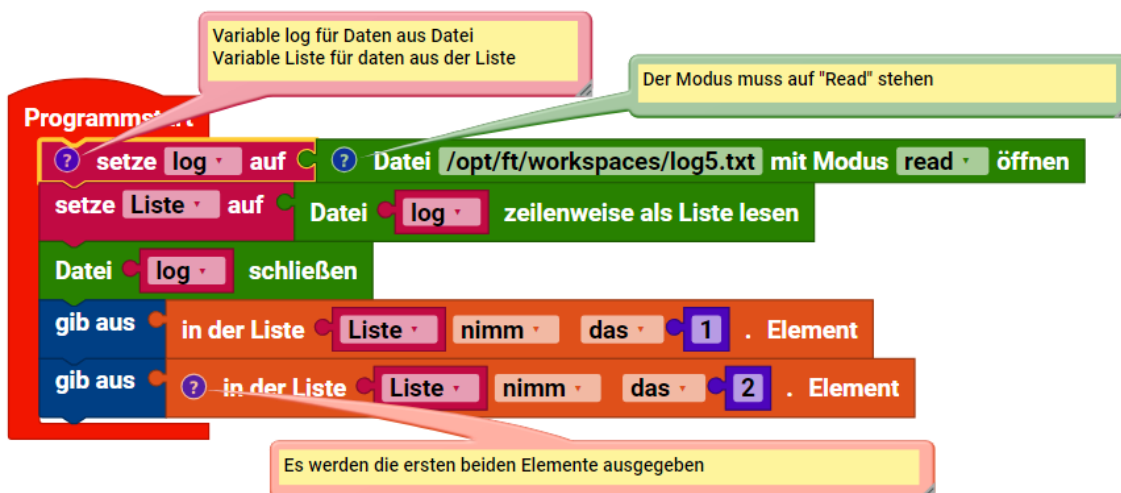 Variable log für Daten aus Datei
Variable Liste für daten aus der Liste
Der Modus muss auf "Read" stehen
Programmstart
? setze log auf ? Datei /opt/ft/workspaces/log5.txt mit Modus read öffnen
setze Liste auf Datei log zeilenweise als Liste lesen
Datei log schließen
gib aus in der Liste Liste nimm das 1 . Element
gib aus ? in der Liste Liste nimm das 2 . Element
Es werden die ersten beiden Elemente ausgegeben